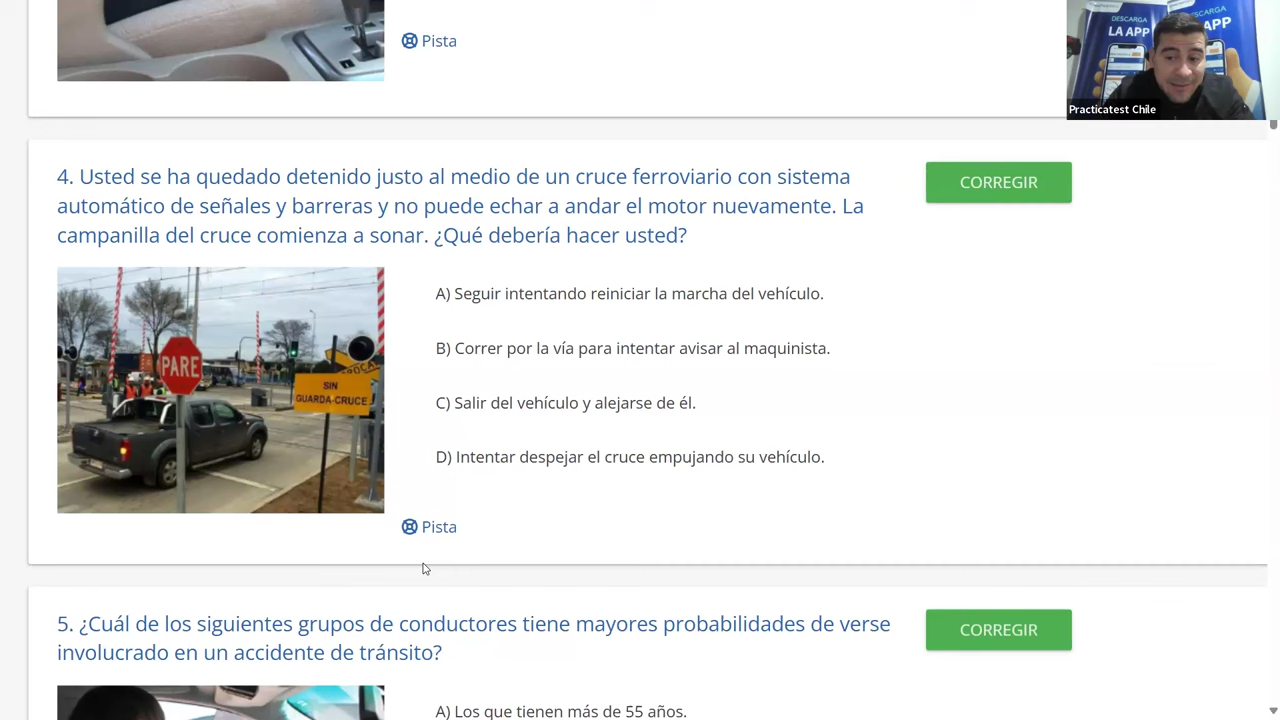 DESCARGA
LA APP
DESCARGA
APP
Practicatest Chile
Pista
4. Usted se ha quedado detenido justo al medio de un cruce ferroviario con sistema
automático de señales y barreras y no puede echar a andar el motor nuevamente. La
campanilla del cruce comienza a sonar. ¿Qué debería hacer usted?
CORREGIR
PARE
SIN
GUARDA-CRUCE
A) Seguir intentando reiniciar la marcha del vehículo.
B) Correr por la vía para intentar avisar al maquinista.
C) Salir del vehículo y alejarse de él.
D) Intentar despejar el cruce empujando su vehículo.
Pista
5. ¿Cuál de los siguientes grupos de conductores tiene mayores probabilidades de verse
involucrado en un accidente de tránsito?
CORREGIR
A) Los que tienen más de 55 años.